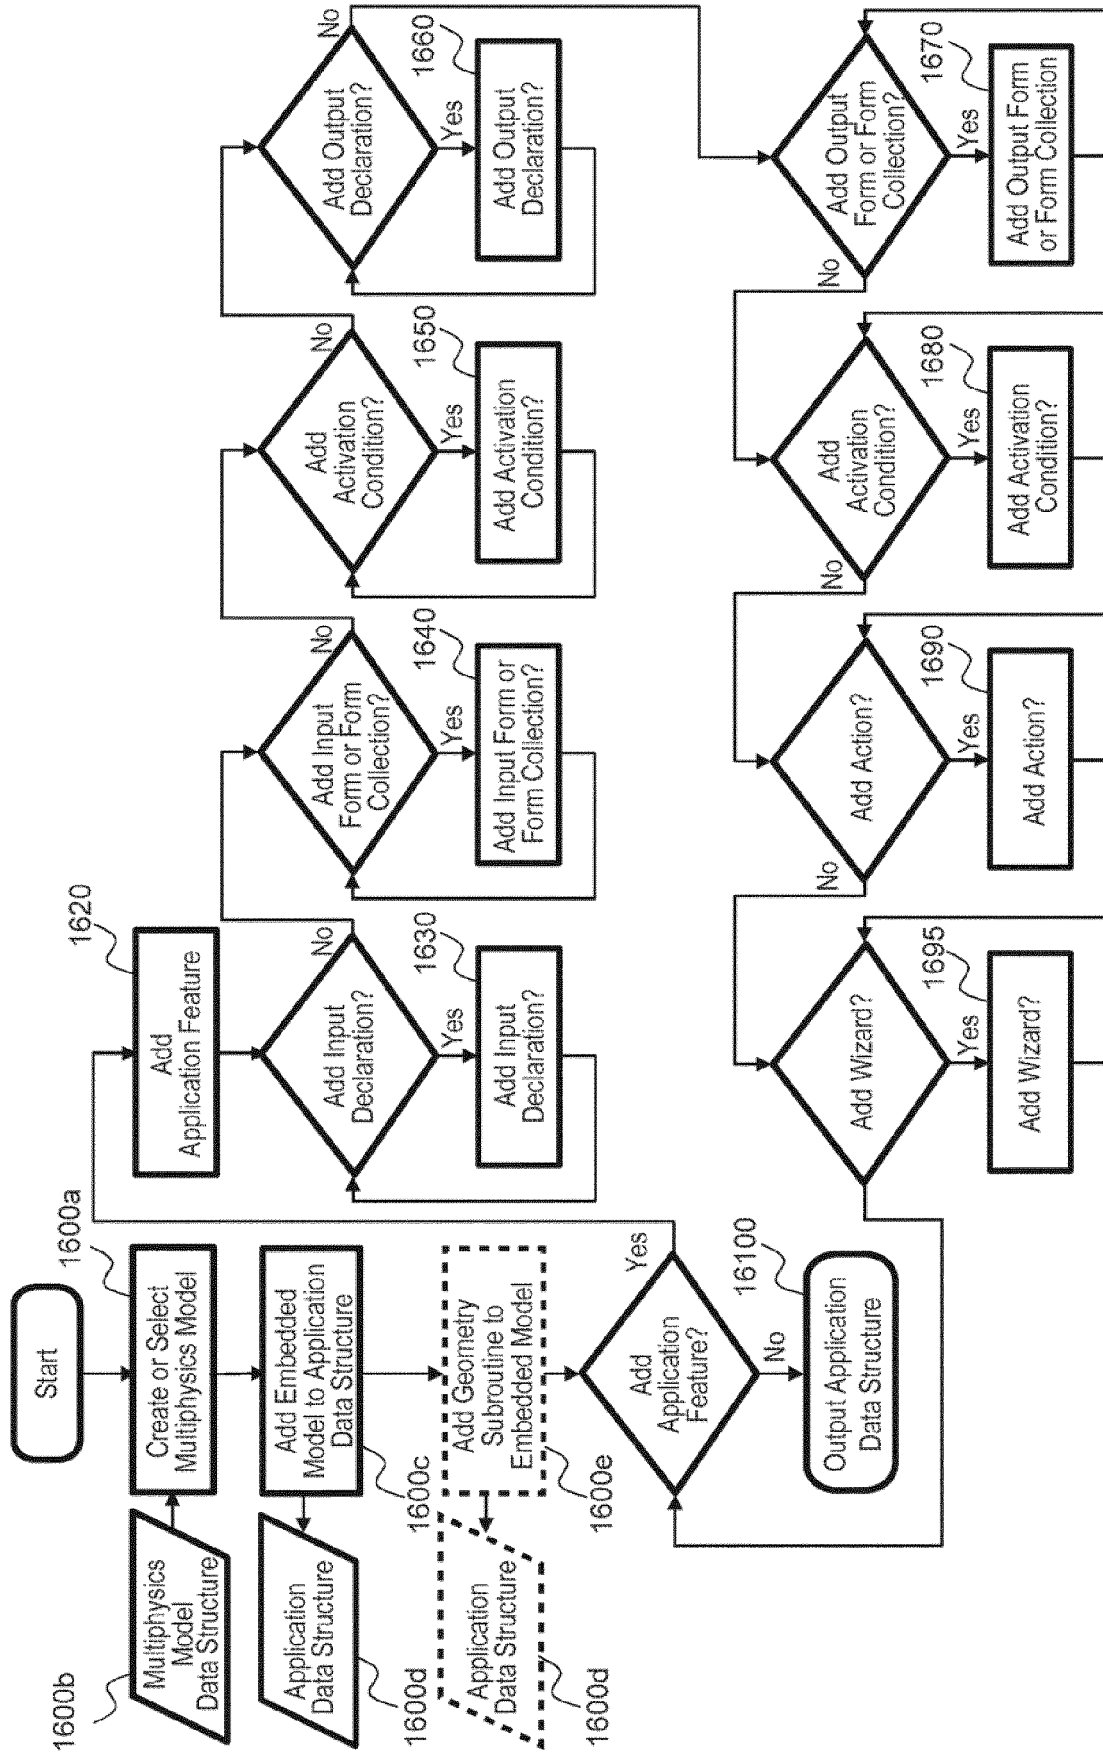 Start
1600a
Create or Select
Multiphysics Model
1600b
Multiphysics
Model
Data Structure
Add Embedded
Model to Application
Data Structure
1600c
Application
Data Structure
1600d
Add Geometry
Subroutine to
Embedded Model
1600e
Application
Data Structure
1600d
Add
Application
Feature?
Yes
No
16100
Output Application
Data Structure
1620
Add
Application Feature
Add Input
Declaration?
No
Yes
1630
Add Input
Declaration?
Add Input
Form or Form
Collection?
No
Yes
1640
Add Input Form or
Form Collection?
Add
Activation
Condition?
No
Yes
1650
Add Activation
Condition?
Add Output
Declaration?
No
Yes
1660
Add Output
Declaration?
Add Output
Form or Form
Collection?
No
Yes
1670
Add Output Form
or Form Collection
Add
Activation
Condition?
No
Yes
1680
Add Activation
Condition?
Add Action?
No
Yes
1690
Add Action?
Add Wizard?
Yes
1695
Add Wizard?